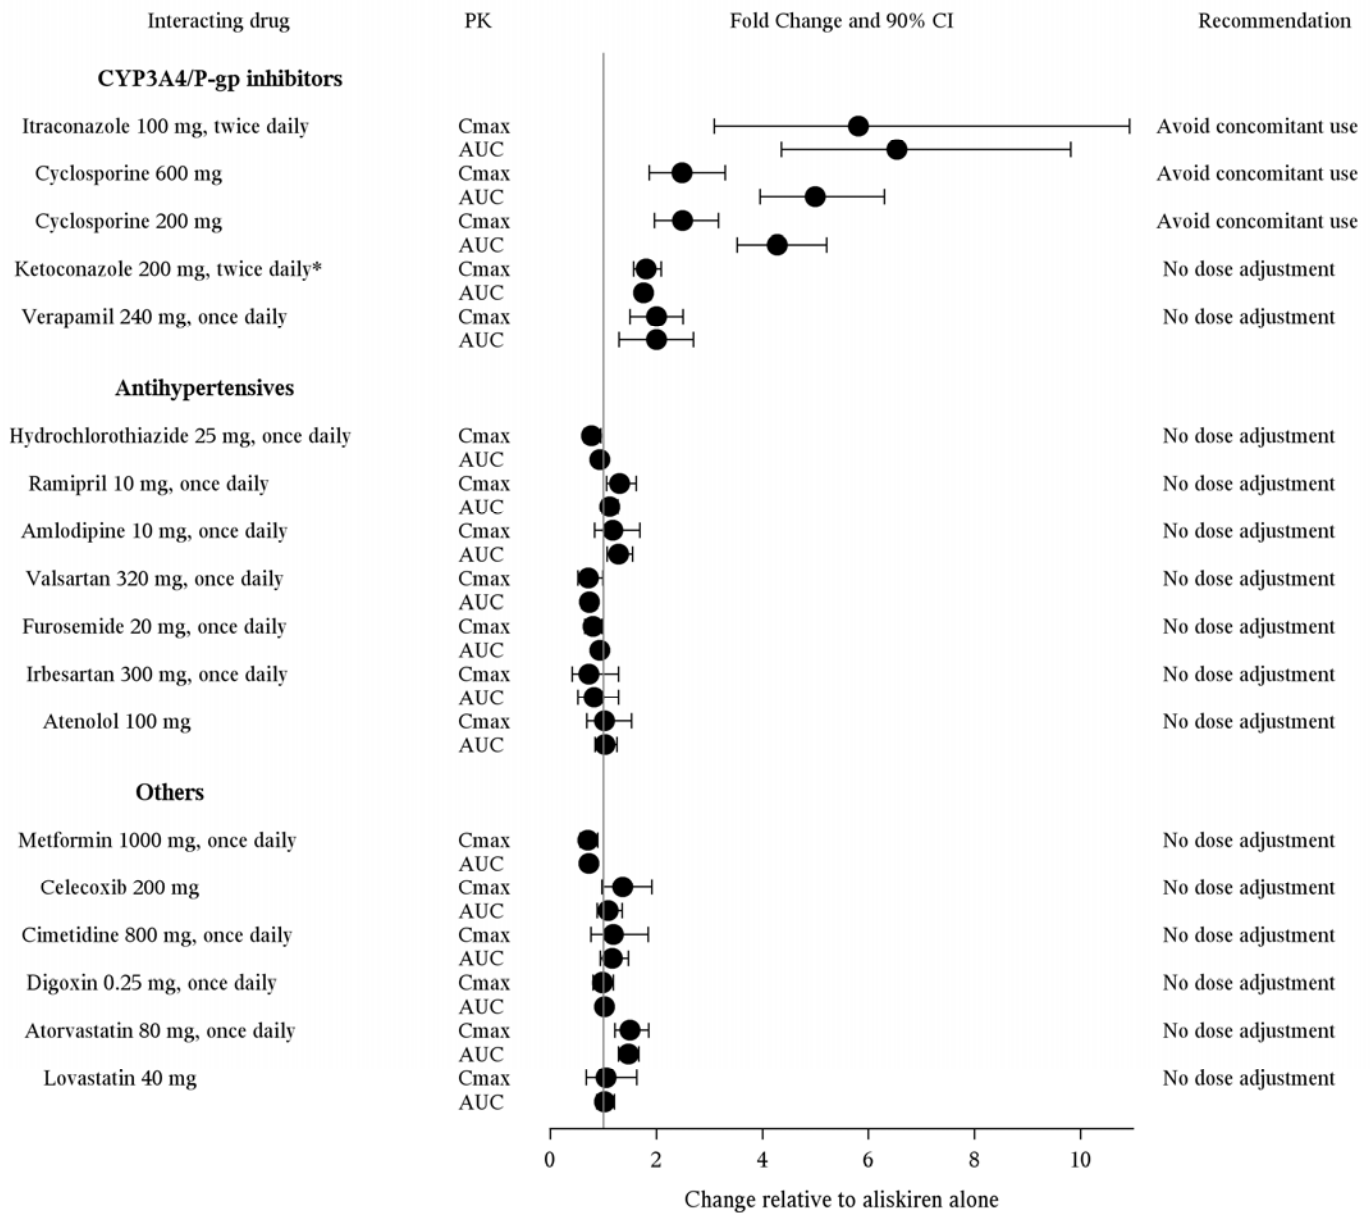 Interacting drug PK Fold Change and 90% CI Recommendation
CYP3A4/P-gp inhibitors
Itraconazole 100 mg, twice daily Cmax Avoid concomitant use
AUC
Cyclosporine 600 mg Cmax Avoid concomitant use
AUC
Cyclosporine 200 mg Cmax Avoid concomitant use
AUC
Ketoconazole 200 mg, twice daily* Cmax No dose adjustment
AUC
Verapamil 240 mg, once daily Cmax No dose adjustment
AUC
Antihypertensives
Hydrochlorothiazide 25 mg, once daily Cmax No dose adjustment
AUC
Ramipril 10 mg, once daily Cmax No dose adjustment
AUC
Amlodipine 10 mg, once daily Cmax No dose adjustment
AUC
Valsartan 320 mg, once daily Cmax No dose adjustment
AUC
Furosemide 20 mg, once daily Cmax No dose adjustment
AUC
Irbesartan 300 mg, once daily Cmax No dose adjustment
AUC
Atenolol 100 mg Cmax No dose adjustment
AUC
Others
Metformin 1000 mg, once daily Cmax No dose adjustment
AUC
Celecoxib 200 mg Cmax No dose adjustment
AUC
Cimetidine 800 mg, once daily Cmax No dose adjustment
AUC
Digoxin 0.25 mg, once daily Cmax No dose adjustment
AUC
Atorvastatin 80 mg, once daily Cmax No dose adjustment
AUC
Lovastatin 40 mg Cmax No dose adjustment
AUC
0 2 4 6 8 10
Change relative to aliskiren alone